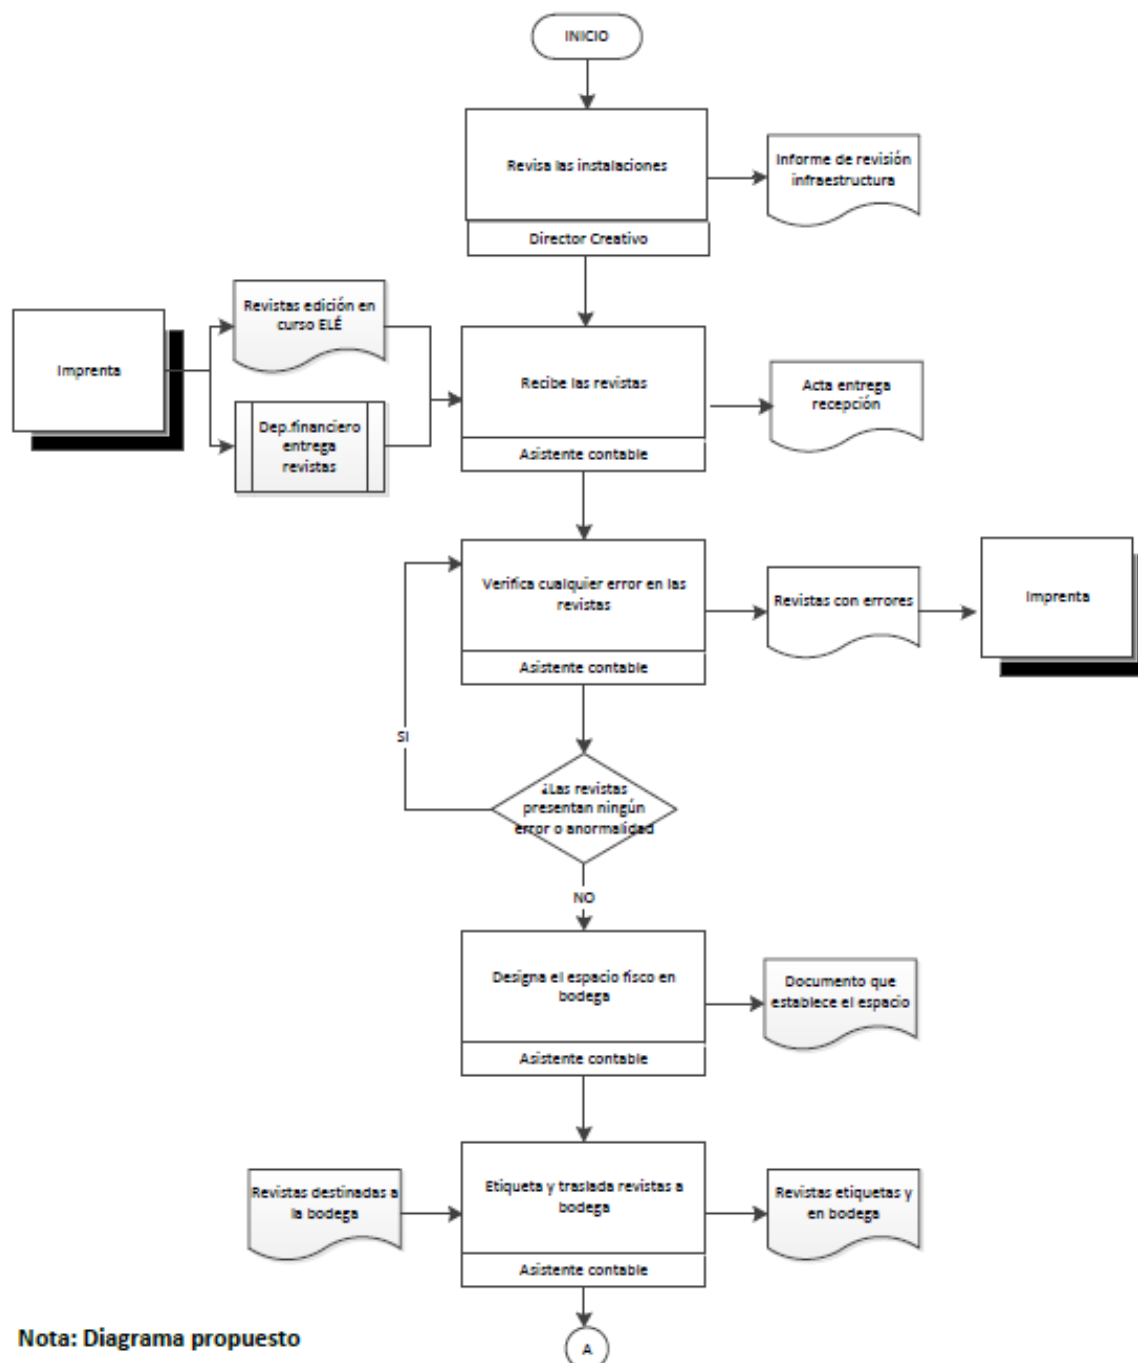 INICIO
Revisa las instalaciones
Director Creativo
Informe de revisión
infraestructura
Imprenta
Revistas edición en
curso ELÉ
Dep.financiero
entrega
revistas
Recibe las revistas
Asistente contable
Acta entrega
recepción
Verifica cualquier error en las
revistas
Asistente contable
Revistas con errores
Imprenta
SI
¿Las revistas
presentan ningún
error o anormalidad
NO
Designa el espacio fisco en
bodega
Asistente contable
Documento que
establece el espacio
Revistas destinadas a
la bodega
Etiqueta y traslada revistas a
bodega
Asistente contable
Revistas etiquetas y
en bodega
A
Nota: Diagrama propuesto